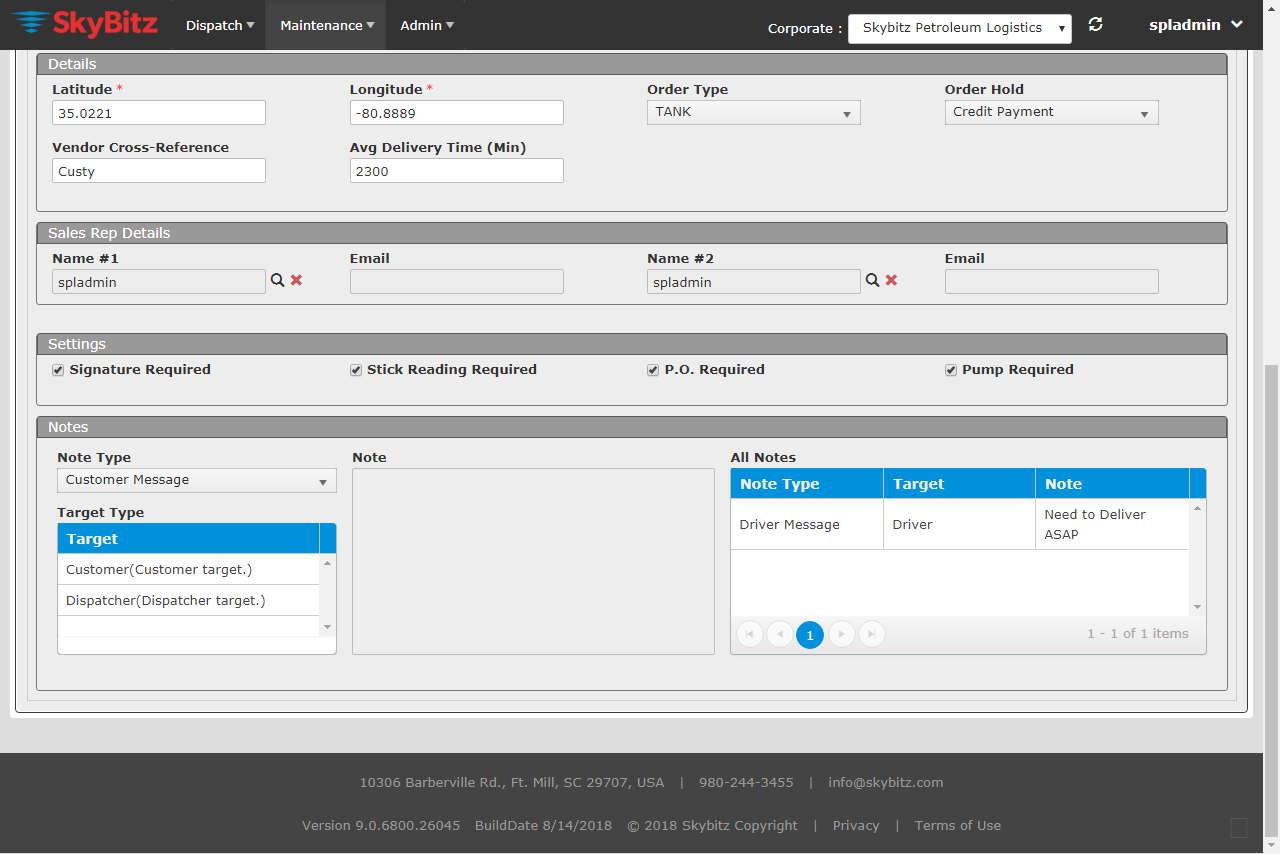 SkyBitz Dispatch Maintenance Admin Corporate : Skybitz Petroleum Logistics spladmin
Details
Latitude * Longitude * Order Type Order Hold
35.0221 -80.8889 TANK Credit Payment
Vendor Cross-Reference Avg Delivery Time (Min)
Custy 2300
Sales Rep Details
Name #1 Email Name #2 Email
spladmin spladmin
Settings
Signature Required Stick Reading Required P.O. Required Pump Required
Notes
Note Type Note All Notes
Customer Message Note Type Target Note
Target Type
Target
Driver Message Driver Need to Deliver
ASAP
Customer(Customer target.)
Dispatcher(Dispatcher target.)
1 1 - 1 of 1 items
10306 Barberville Rd., Ft. Mill, SC 29707, USA | 980-244-3455 | info@skybitz.com
Version 9.0.6800.26045 BuildDate 8/14/2018 © 2018 Skybitz Copyright | Privacy | Terms of Use